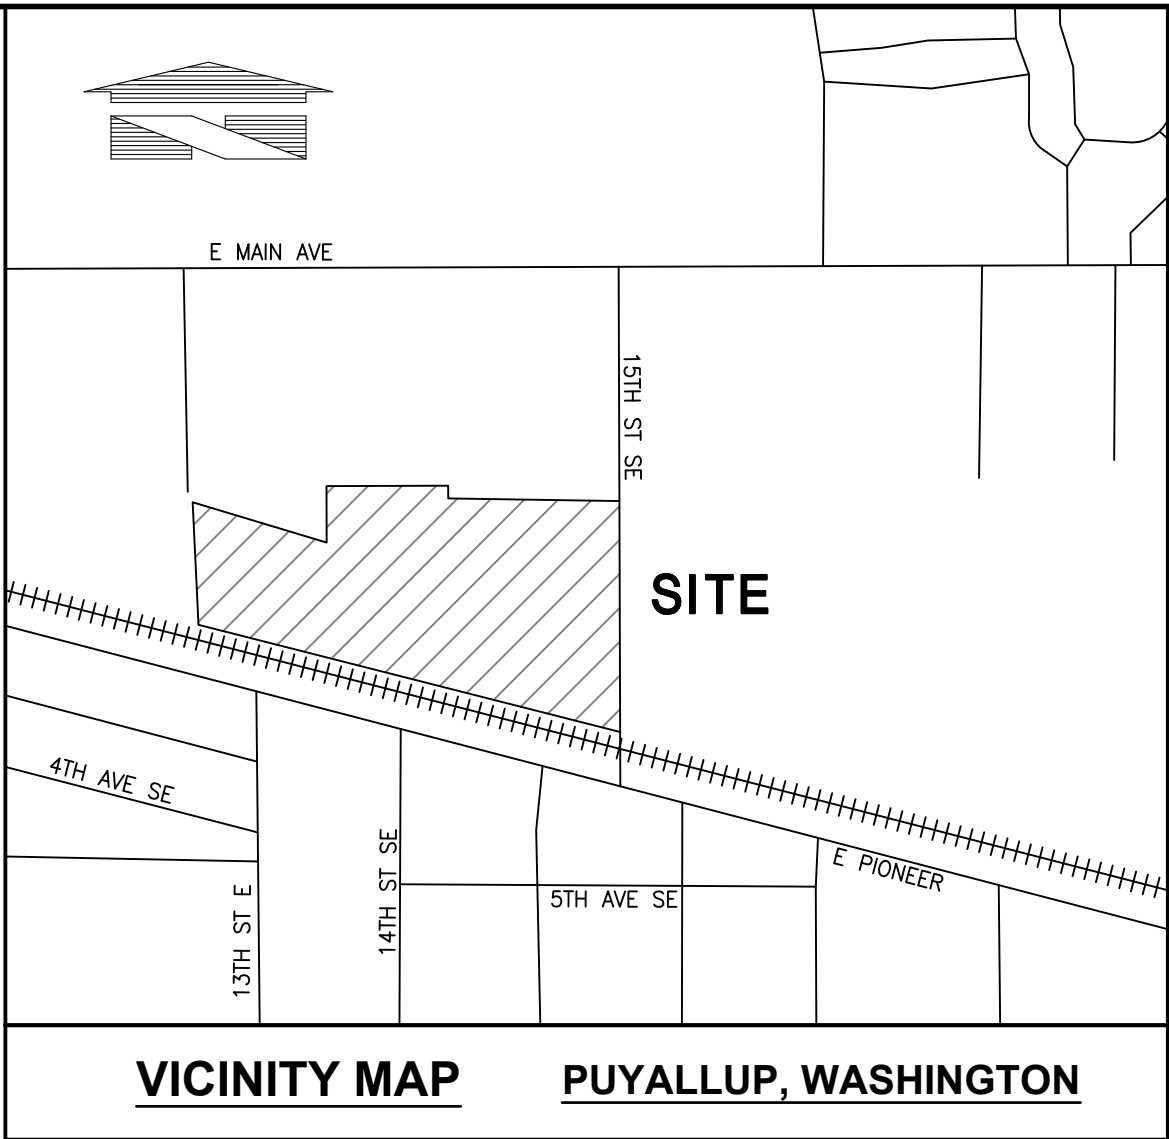 E MAIN AVE
15TH ST SE
SITE
4TH AVE SE
13TH ST E
14TH ST SE
5TH AVE SE
E PIONEER
VICINITY MAP
PUYALLUP, WASHINGTON